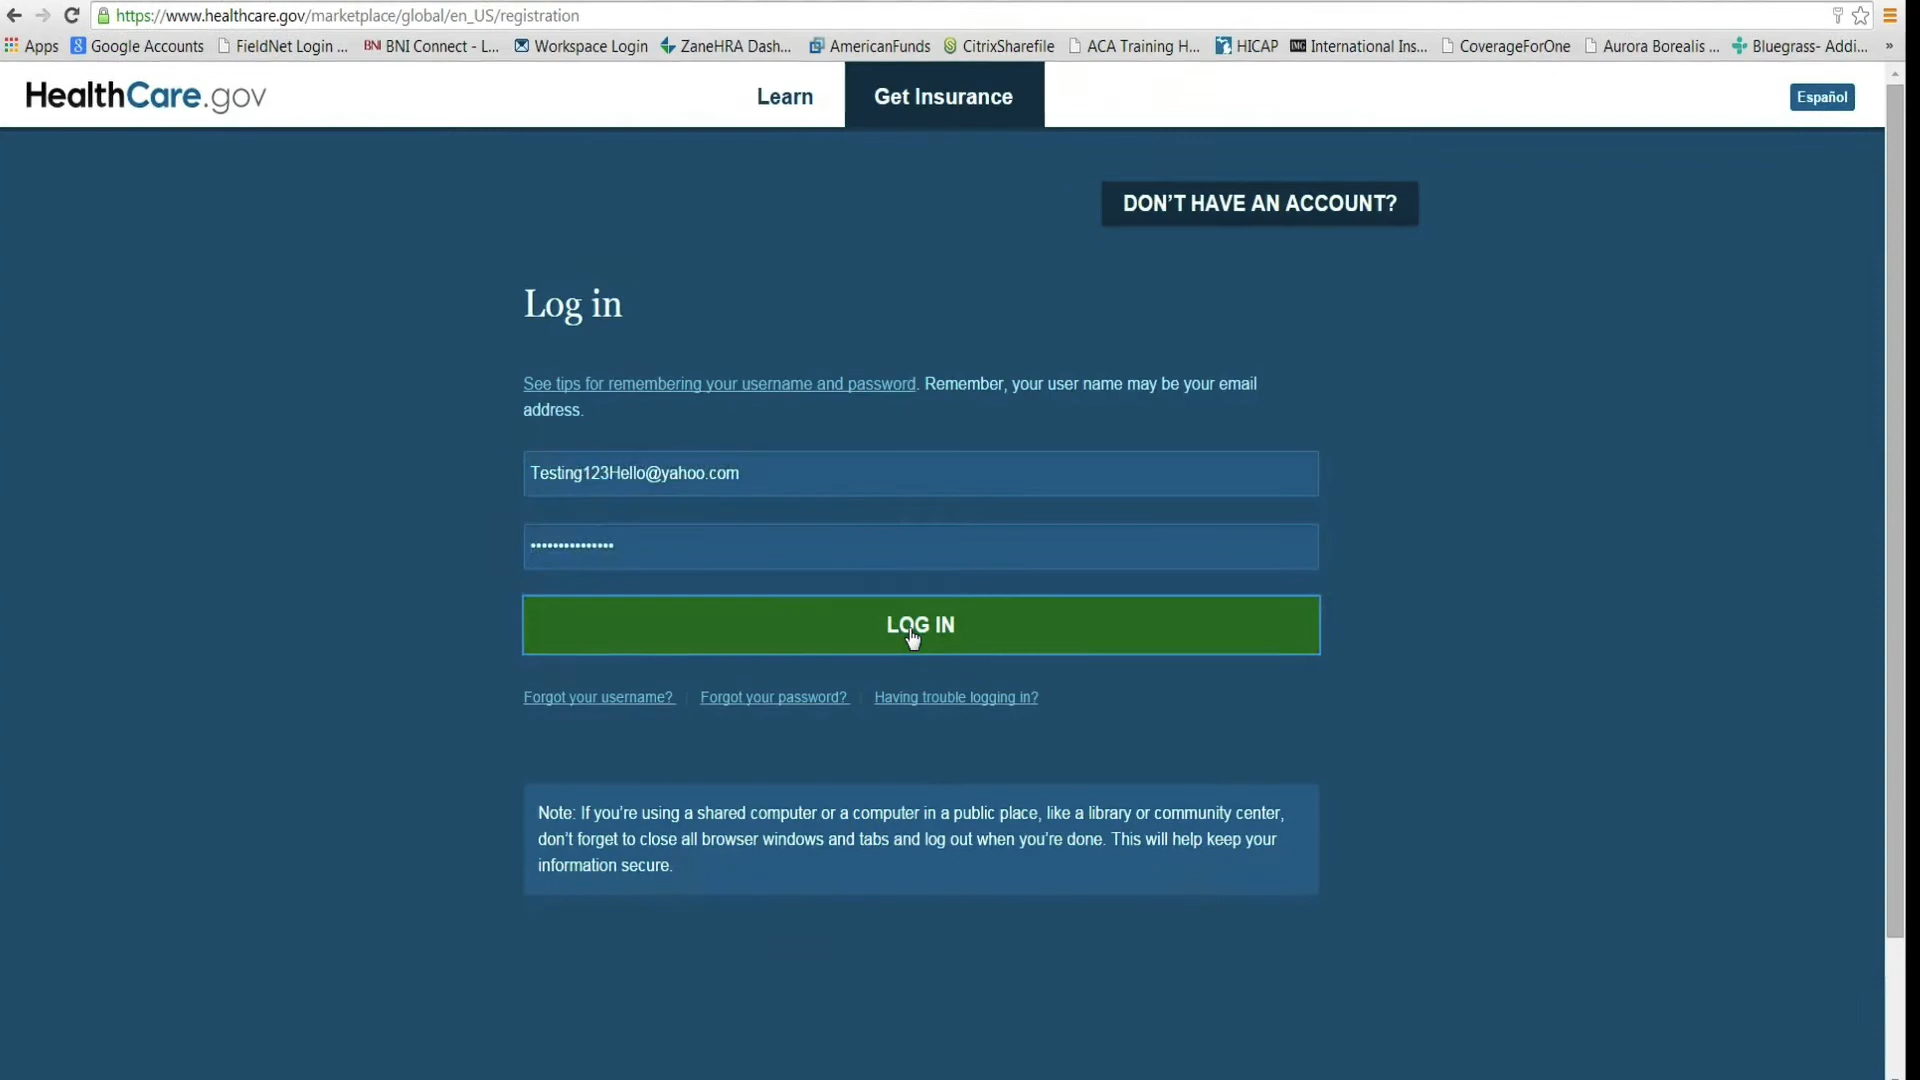 https://www.healthcare.gov/marketplace/global/en_US/registration
Apps Google Accounts FieldNet Login ... BNI BNI Connect - L... Workspace Login ZaneHRA Dash... AmericanFunds CitrixSharefile ACA Training H... HICAP IMG International Ins... CoverageForOne Aurora Borealis ... Bluegrass- Addi... »
HealthCare.gov Learn Get Insurance Español
DON'T HAVE AN ACCOUNT?
Log in
See tips for remembering your username and password. Remember, your user name may be your email
address.
Testing123Hello@yahoo.com
•••••••••••••••
LOG IN
Forgot your username? Forgot your password? Having trouble logging in?
Note: If you're using a shared computer or a computer in a public place, like a library or community center,
don't forget to close all browser windows and tabs and log out when you're done. This will help keep your
information secure.